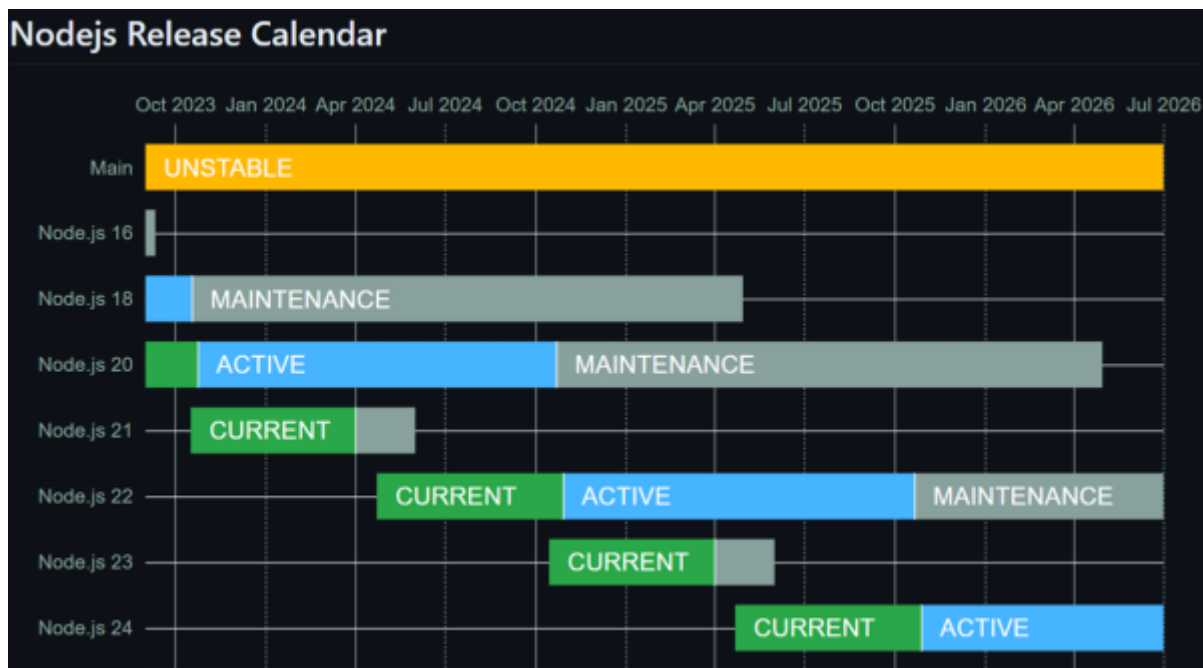 Nodejs Release Calendar
Oct 2023 Jan 2024 Apr 2024 Jul 2024 Oct 2024 Jan 2025 Apr 2025 Jul 2025 Oct 2025 Jan 2026 Apr 2026 Jul 2026
Main UNSTABLE
Node.js 16
Node.js 18 MAINTENANCE
Node.js 20 ACTIVE MAINTENANCE
Node.js 21 CURRENT
Node.js 22 CURRENT ACTIVE MAINTENANCE
Node.js 23 CURRENT
Node.js 24 CURRENT ACTIVE